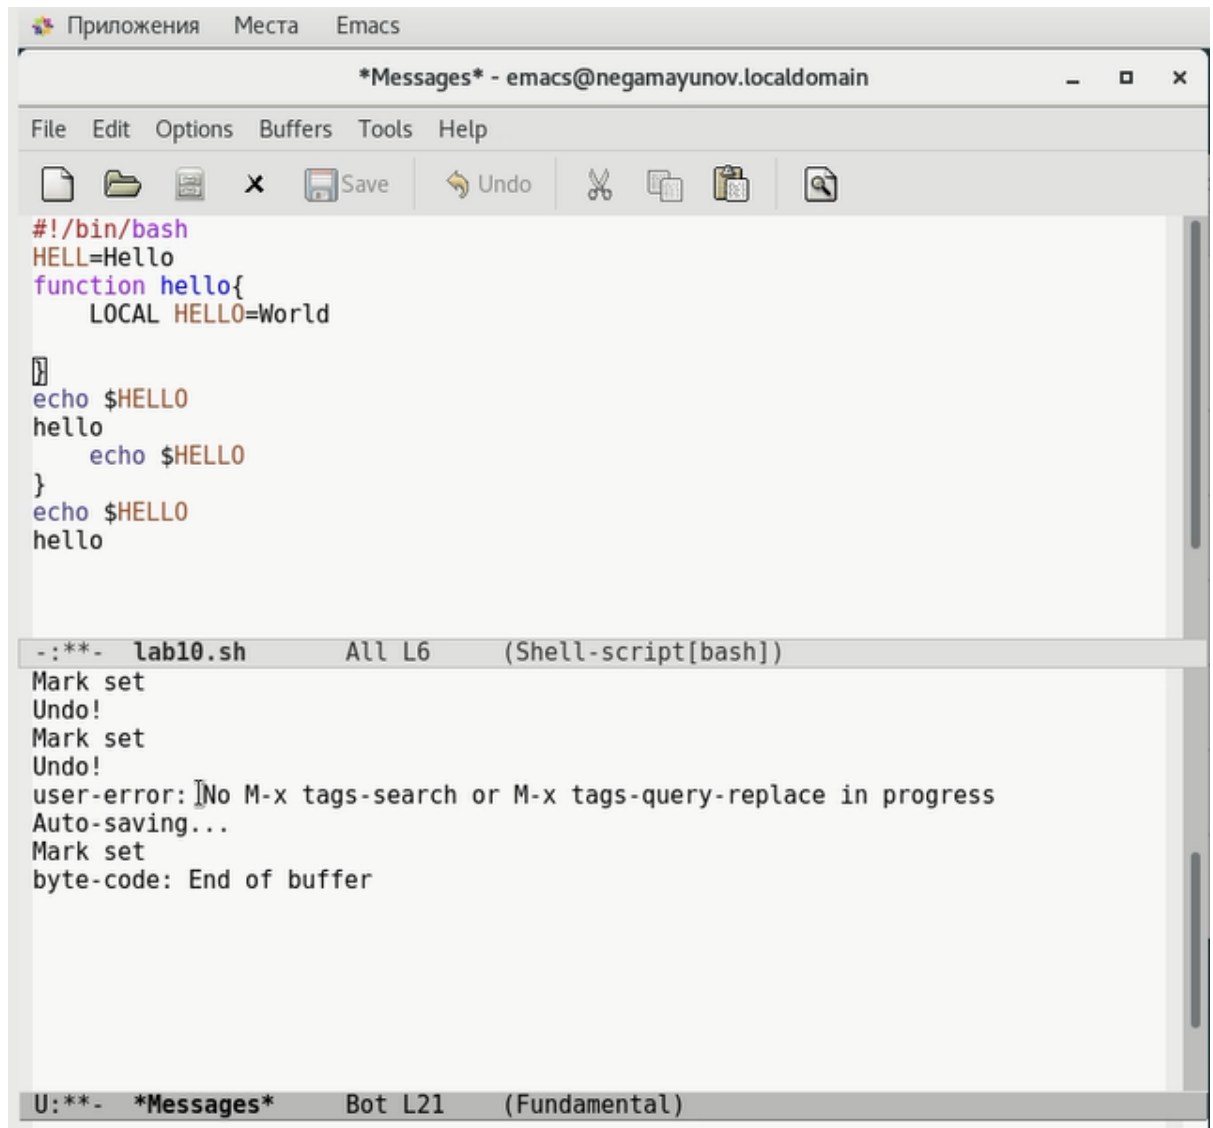 Приложения Места Emacs
*Messages* - emacs@negamayunov.localdomain
File Edit Options Buffers Tools Help
Save Undo
#!/bin/bash
HELL=Hello
function hello{
    LOCAL HELLO=World
}
echo $HELLO
hello
    echo $HELLO
}
echo $HELLO
hello
-:**-  lab10.sh       All L6     (Shell-script[bash])
Mark set
Undo!
Mark set
Undo!
user-error: No M-x tags-search or M-x tags-query-replace in progress
Auto-saving...
Mark set
byte-code: End of buffer
U:**-  *Messages*     Bot L21    (Fundamental)